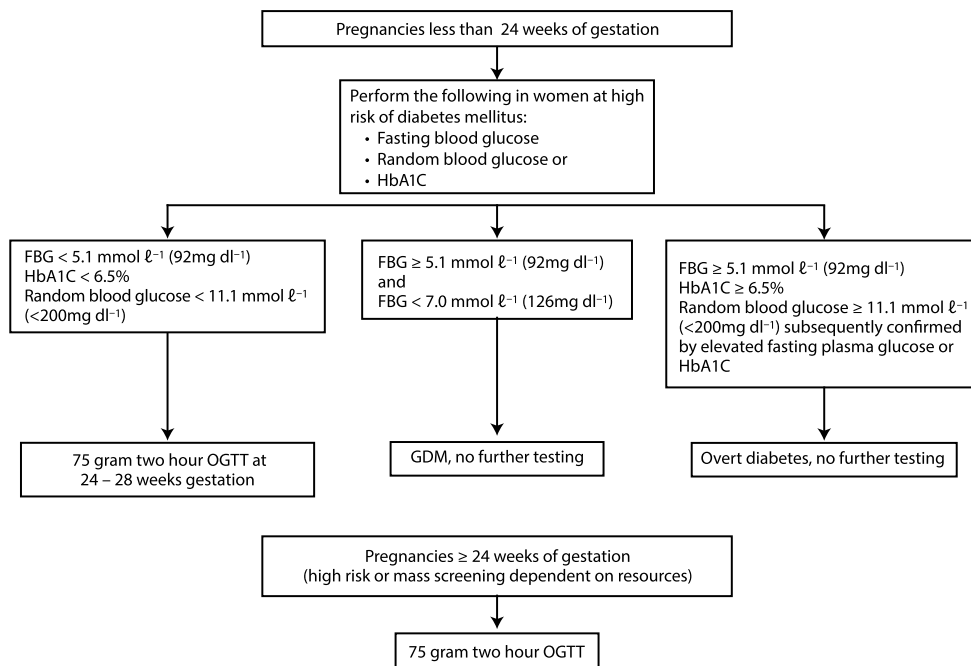 Pregnancies less than 24 weeks of gestation
Perform the following in women at high
risk of diabetes mellitus:
• Fasting blood glucose
• Random blood glucose or
• HbA1C
FBG < 5.1 mmol ℓ⁻¹ (92mg dl⁻¹)
HbA1C < 6.5%
Random blood glucose < 11.1 mmol ℓ⁻¹
(<200mg dl⁻¹)
FBG ≥ 5.1 mmol ℓ⁻¹ (92mg dl⁻¹)
and
FBG < 7.0 mmol ℓ⁻¹ (126mg dl⁻¹)
FBG ≥ 5.1 mmol ℓ⁻¹ (92mg dl⁻¹)
HbA1C ≥ 6.5%
Random blood glucose ≥ 11.1 mmol ℓ⁻¹
(<200mg dl⁻¹) subsequently confirmed
by elevated fasting plasma glucose or
HbA1C
75 gram two hour OGTT at
24 – 28 weeks gestation
GDM, no further testing
Overt diabetes, no further testing
Pregnancies ≥ 24 weeks of gestation
(high risk or mass screening dependent on resources)
75 gram two hour OGTT